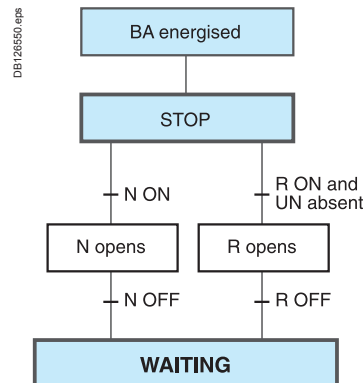 DB126550.eps
BA energised
STOP
N ON
R ON and
UN absent
N opens
R opens
N OFF
R OFF
WAITING